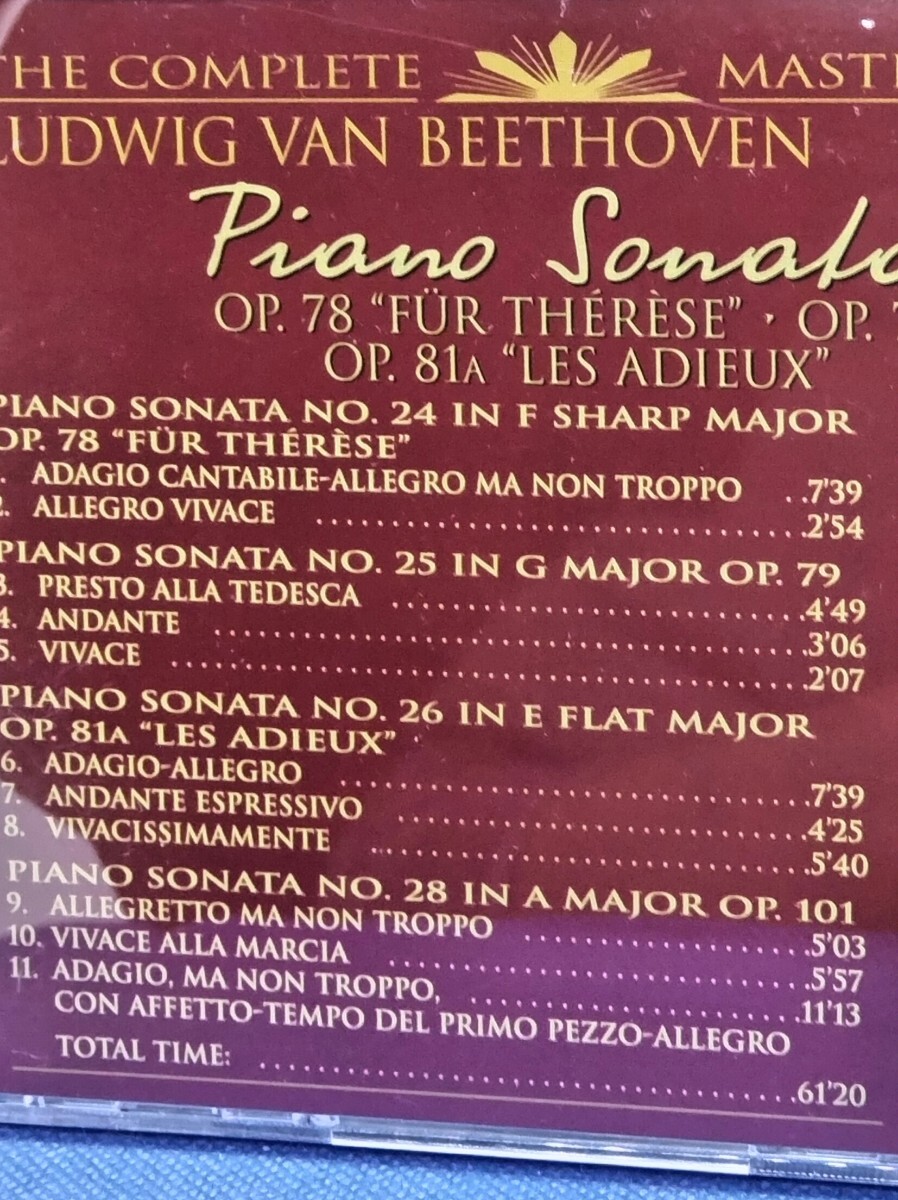 THE COMPLETE MAST
LUDWIG VAN BEETHOVEN
Piano Sonata
OP. 78 “FÜR THÉRÈSE” · OP. 7
OP. 81A “LES ADIEUX”
PIANO SONATA NO. 24 IN F SHARP MAJOR
OP. 78 “FÜR THÉRÈSE”
1. ADAGIO CANTABILE-ALLEGRO MA NON TROPPO ..7'39
2. ALLEGRO VIVACE ........................................2'54
PIANO SONATA NO. 25 IN G MAJOR OP. 79
3. PRESTO ALLA TEDESCA ..................................4'49
4. ANDANTE ................................................3'06
5. VIVACE ..................................................2'07
PIANO SONATA NO. 26 IN E FLAT MAJOR
OP. 81A “LES ADIEUX”
6. ADAGIO-ALLEGRO ......................................7'39
7. ANDANTE ESPRESSIVO ..................................4'25
8. VIVACISSIMAMENTE ....................................5'40
PIANO SONATA NO. 28 IN A MAJOR OP. 101
9. ALLEGRETTO MA NON TROPPO ........................5'03
10. VIVACE ALLA MARCIA ..................................5'57
11. ADAGIO, MA NON TROPPO, ............................11'13
CON AFFETTO-TEMPO DEL PRIMO PEZZO-ALLEGRO
TOTAL TIME: ..............................................61'20